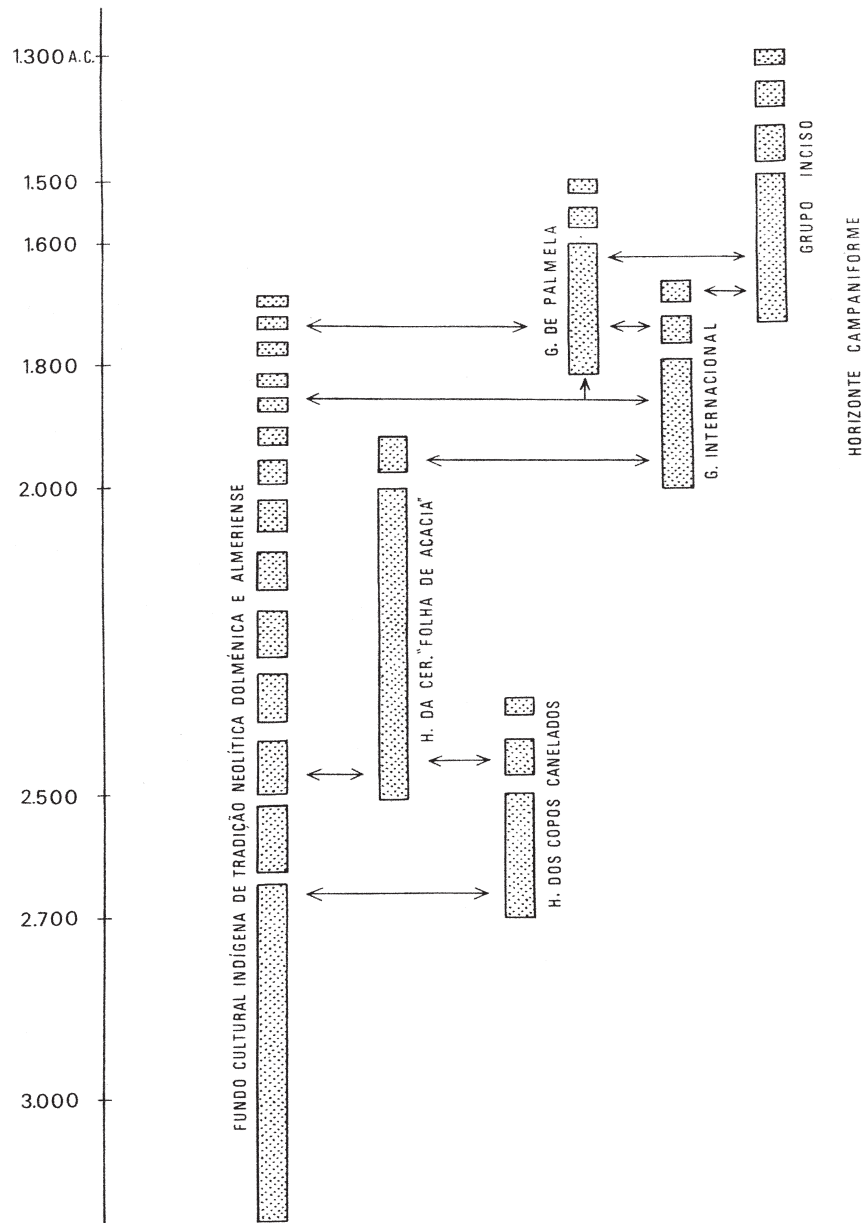 1.300 A.C.
1.500
1.600
1.800
2.000
2.500
2.700
3.000
FUNDO CULTURAL INDÍGENA DE TRADIÇÃO NEOLÍTICA DOLMÉNICA E ALMERIENSE
H. DA CER. "FOLHA DE ACACIA"
H. DOS COPOS CANELADOS
G. DE PALMELA
G. INTERNACIONAL
GRUPO INCISO
HORIZONTE CAMPANIFORME